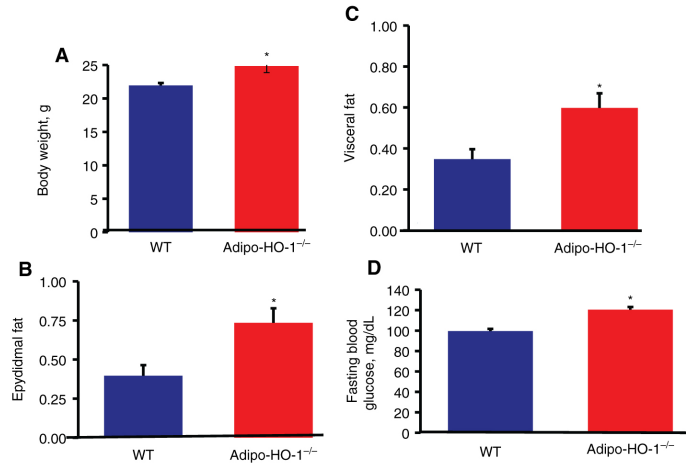 A
Body weight, g
25
20
15
10
5
0
*
WT
Adipo-HO-1⁻/⁻
B
Epydidmal fat
1.00
0.75
0.50
0.25
0.00
*
WT
Adipo-HO-1⁻/⁻
C
Visceral fat
1.00
0.80
0.60
0.40
0.20
0.00
*
WT
Adipo-HO-1⁻/⁻
D
Fasting blood
glucose, mg/dL
140
120
100
80
60
40
20
0
*
WT
Adipo-HO-1⁻/⁻